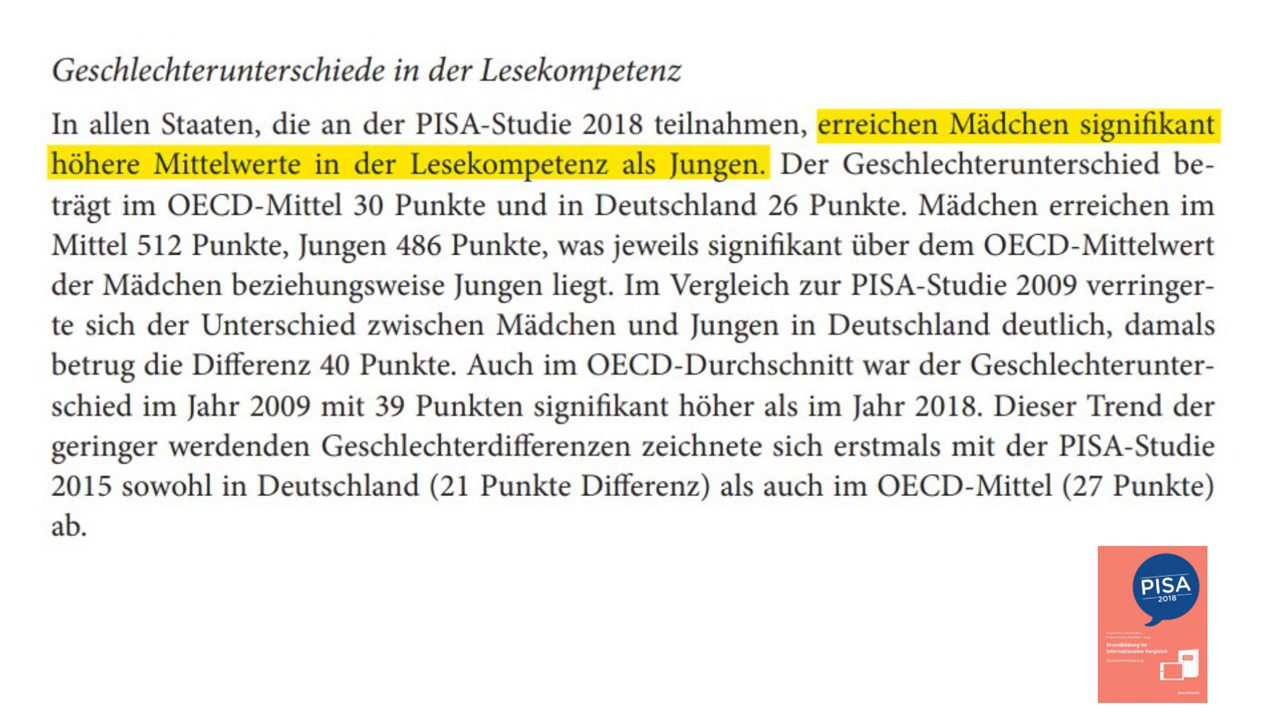 Geschlechterunterschiede in der Lesekompetenz
In allen Staaten, die an der PISA-Studie 2018 teilnahmen, erreichen Mädchen signifikant
höhere Mittelwerte in der Lesekompetenz als Jungen. Der Geschlechterunterschied be-
trägt im OECD-Mittel 30 Punkte und in Deutschland 26 Punkte. Mädchen erreichen im
Mittel 512 Punkte, Jungen 486 Punkte, was jeweils signifikant über dem OECD-Mittelwert
der Mädchen beziehungsweise Jungen liegt. Im Vergleich zur PISA-Studie 2009 verringer-
te sich der Unterschied zwischen Mädchen und Jungen in Deutschland deutlich, damals
betrug die Differenz 40 Punkte. Auch im OECD-Durchschnitt war der Geschlechterunter-
schied im Jahr 2009 mit 39 Punkten signifikant höher als im Jahr 2018. Dieser Trend der
geringer werdenden Geschlechterdifferenzen zeichnete sich erstmals mit der PISA-Studie
2015 sowohl in Deutschland (21 Punkte Differenz) als auch im OECD-Mittel (27 Punkte)
ab.
PISA
2018
Grundbildung im
internationalen Vergleich
Zusammenfassung